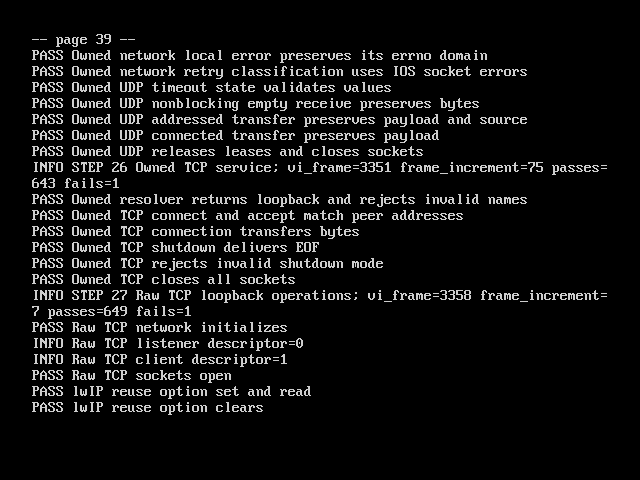 -- page 39 --
PASS Owned network local error preserves its errno domain
PASS Owned network retry classification uses IOS socket errors
PASS Owned UDP timeout state validates values
PASS Owned UDP nonblocking empty receive preserves bytes
PASS Owned UDP addressed transfer preserves payload and source
PASS Owned UDP connected transfer preserves payload
PASS Owned UDP releases leases and closes sockets
INFO STEP 26 Owned TCP service; vi_frame=3351 frame_increment=75 passes=
643 fails=1
PASS Owned resolver returns loopback and rejects invalid names
PASS Owned TCP connect and accept match peer addresses
PASS Owned TCP connection transfers bytes
PASS Owned TCP shutdown delivers EOF
PASS Owned TCP rejects invalid shutdown mode
PASS Owned TCP closes all sockets
INFO STEP 27 Raw TCP loopback operations; vi_frame=3358 frame_increment=
7 passes=649 fails=1
PASS Raw TCP network initializes
INFO Raw TCP listener descriptor=0
INFO Raw TCP client descriptor=1
PASS Raw TCP sockets open
PASS lwIP reuse option set and read
PASS lwIP reuse option clears